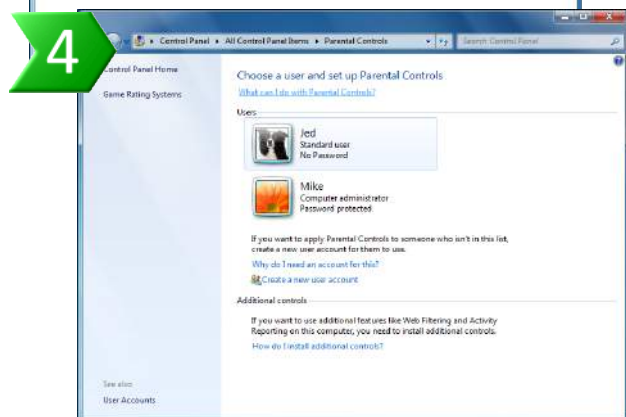 4
Control Panel ▸ All Control Panel Items ▸ Parental Controls
Search Control Panel
Control Panel Home
Game Rating Systems
Choose a user and set up Parental Controls
What can I do with Parental Controls?
Users
Jed
Standard user
No Password
Mike
Computer administrator
Password protected
If you want to apply Parental Controls to someone who isn't in this list,
create a new user account for them to use.
Why do I need an account for this?
Create a new user account
Additional controls
If you want to use additional features like Web Filtering and Activity
Reporting on this computer, you need to install additional controls.
How do I install additional controls?
See also
User Accounts